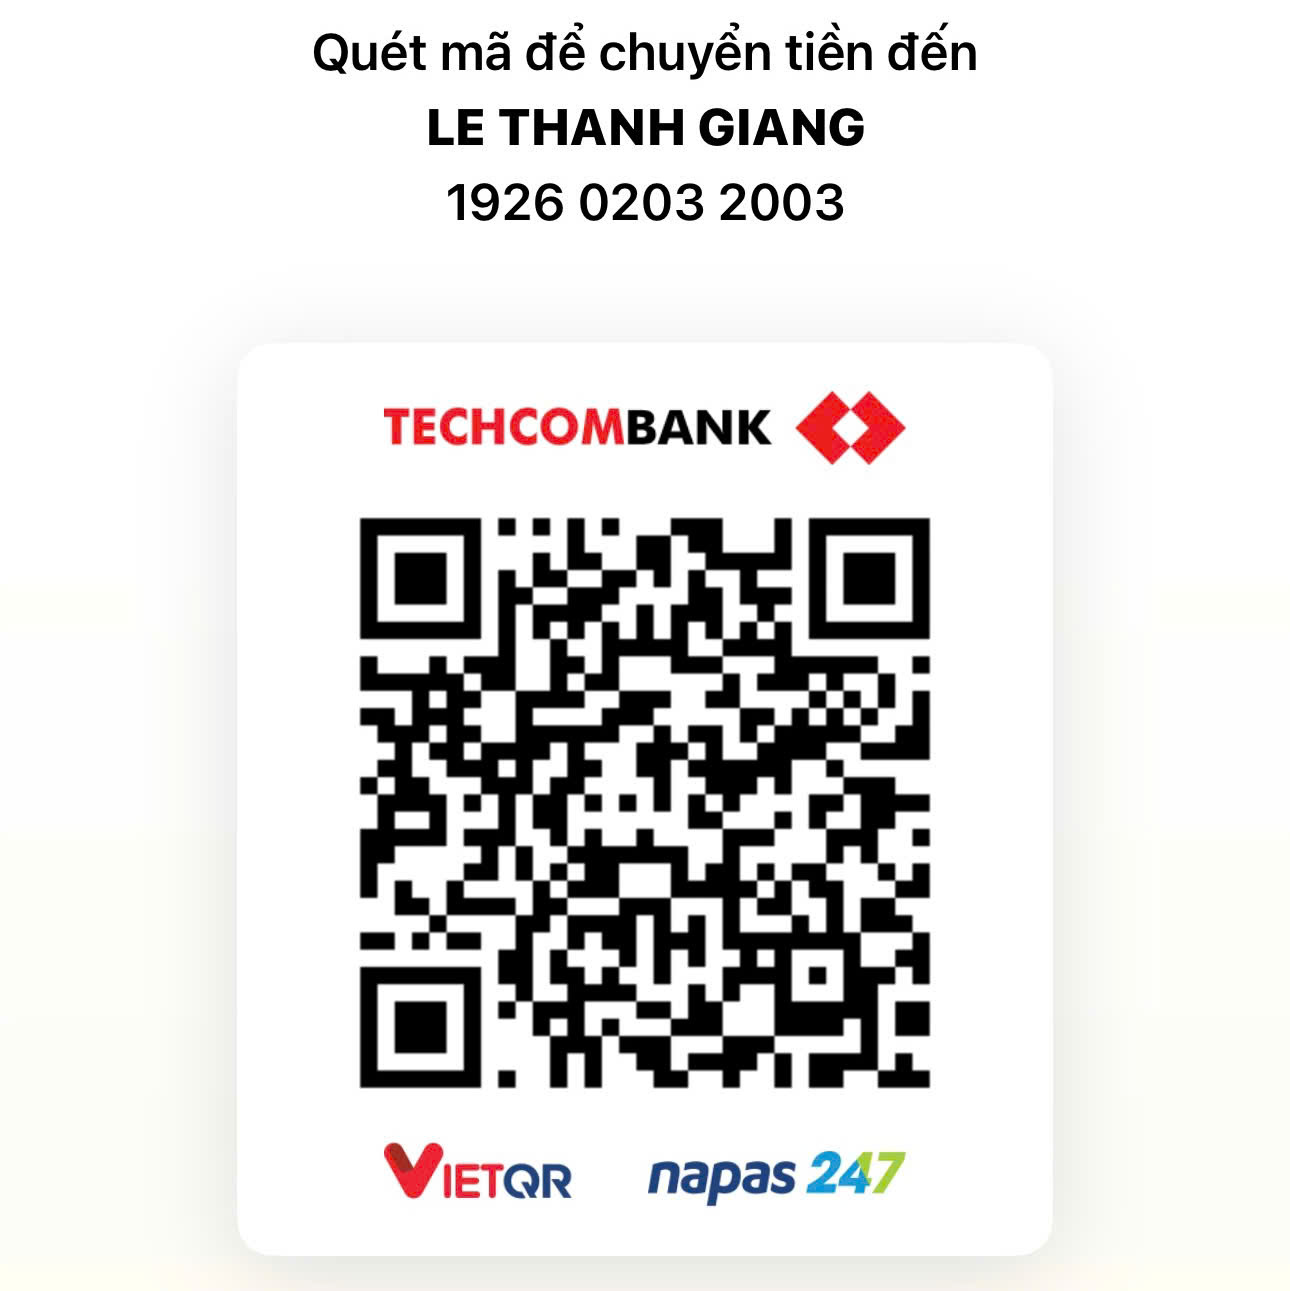 Quét mã để chuyển tiền đến
LE THANH GIANG
1926 0203 2003
TECHCOMBANK
VIETQR
napas 247